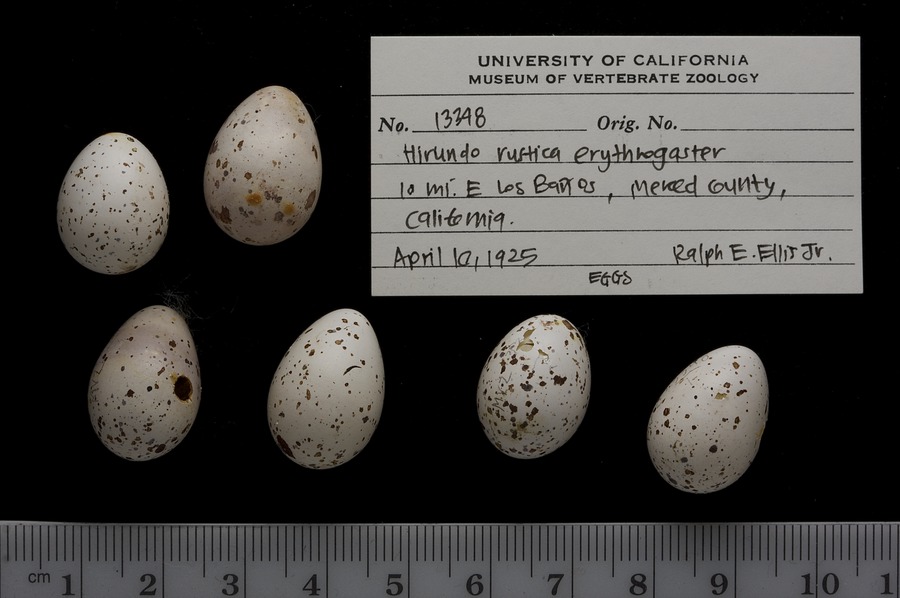 UNIVERSITY OF CALIFORNIA
MUSEUM OF VERTEBRATE ZOOLOGY
No. 13348 Orig. No.
Hirundo rustica erythrogaster
10 mi. E Los Banos, Merced County,
California.
April 10, 1925 Ralph E. Ellis Jr.
EGGS
cm 1 2 3 4 5 6 7 8 9 10 1